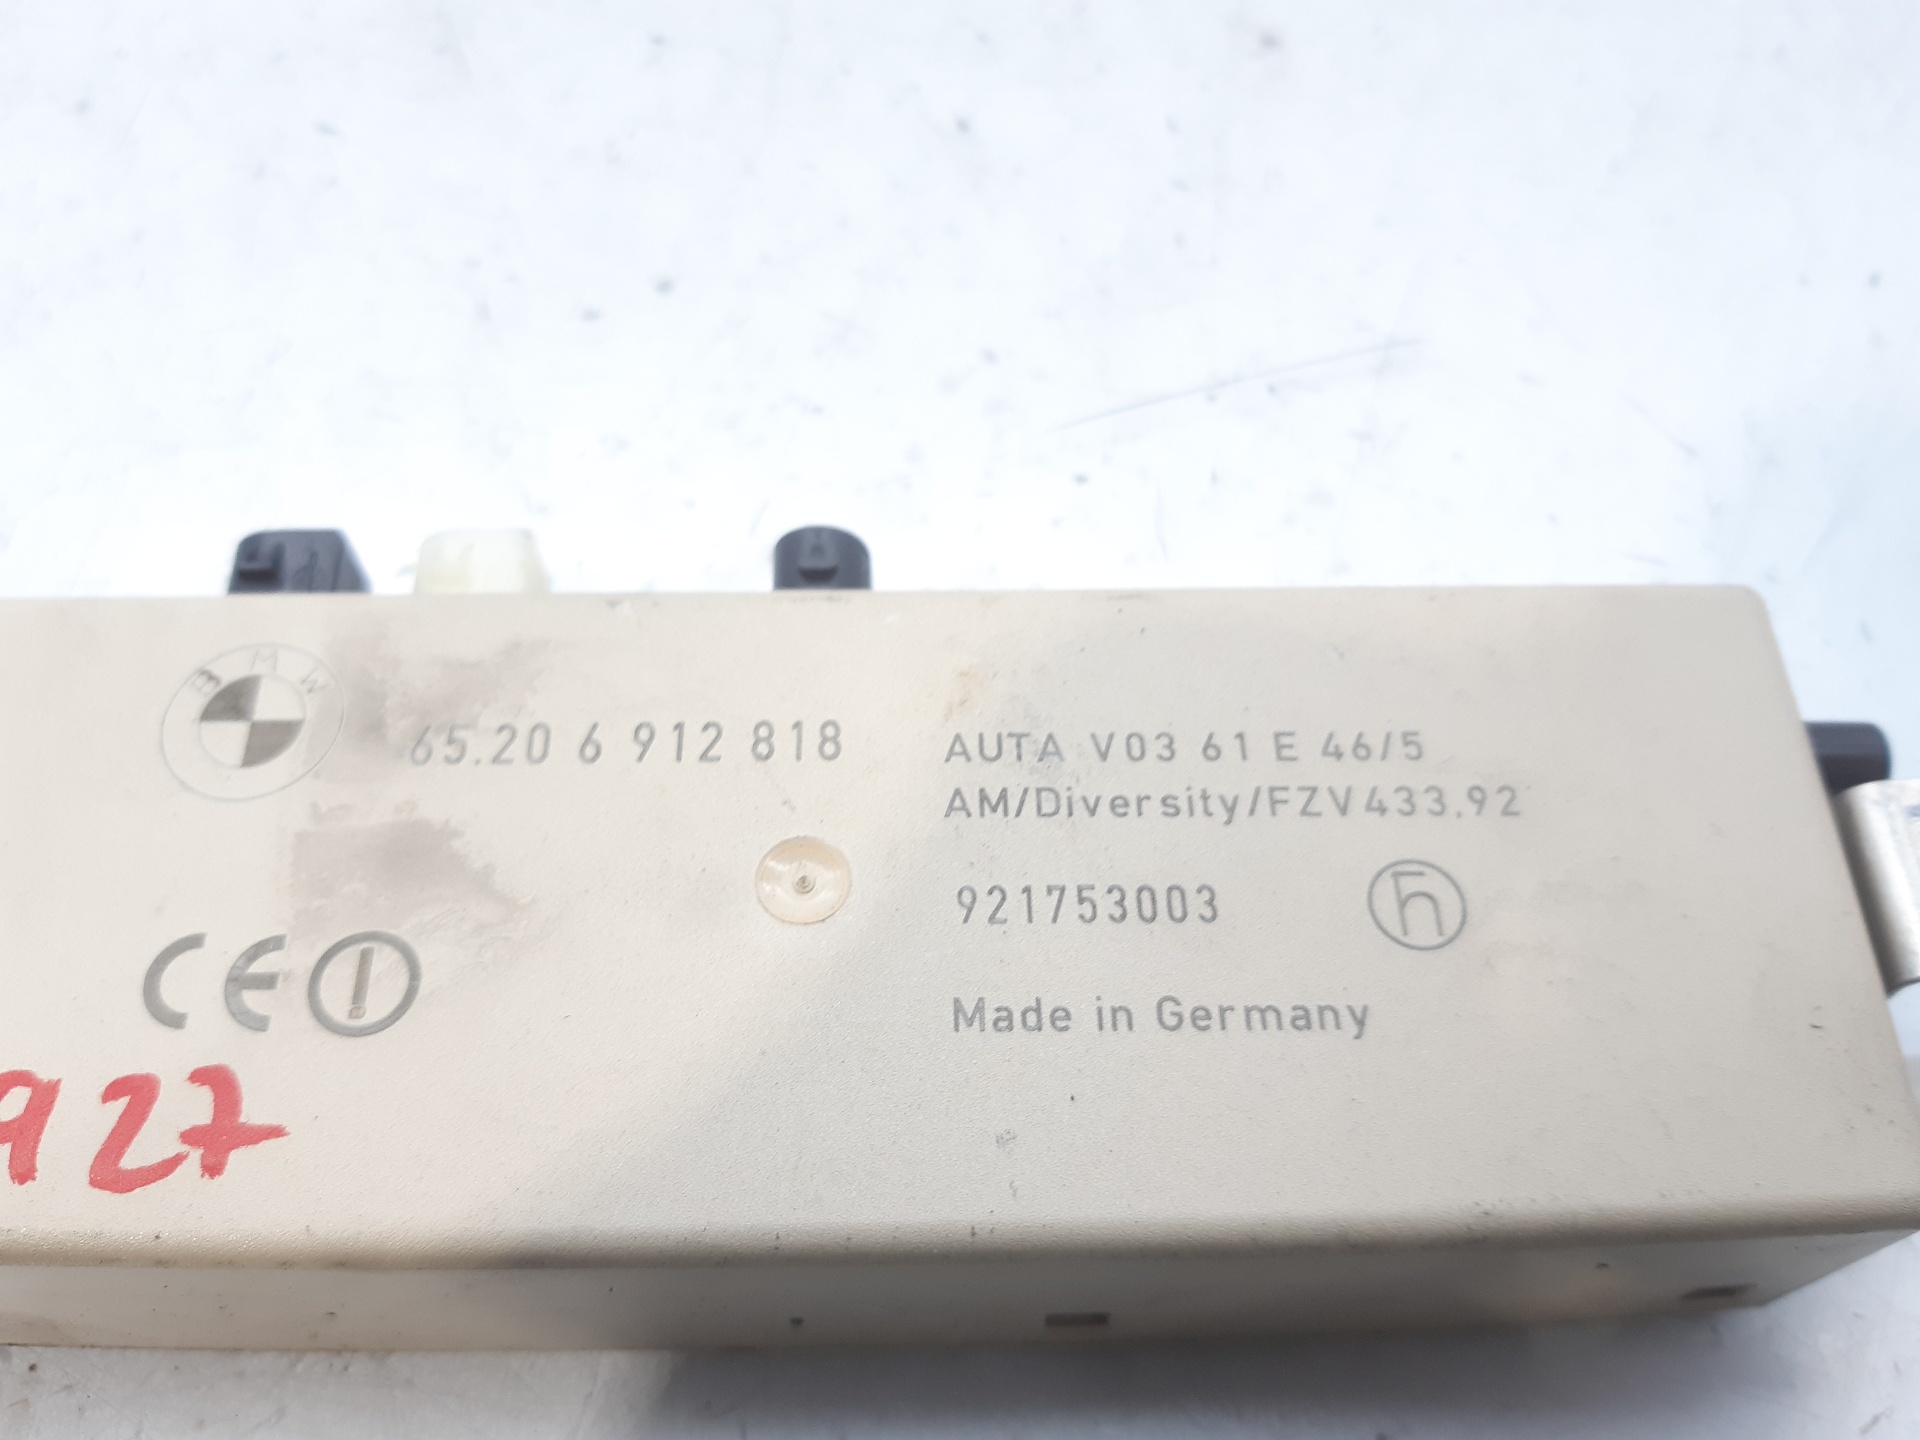 BMW
65.20 6 912 818
AUTA V03 61 E 46/5
AM/Diversity/FZV433.92
921753003
h
CE
Made in Germany
927